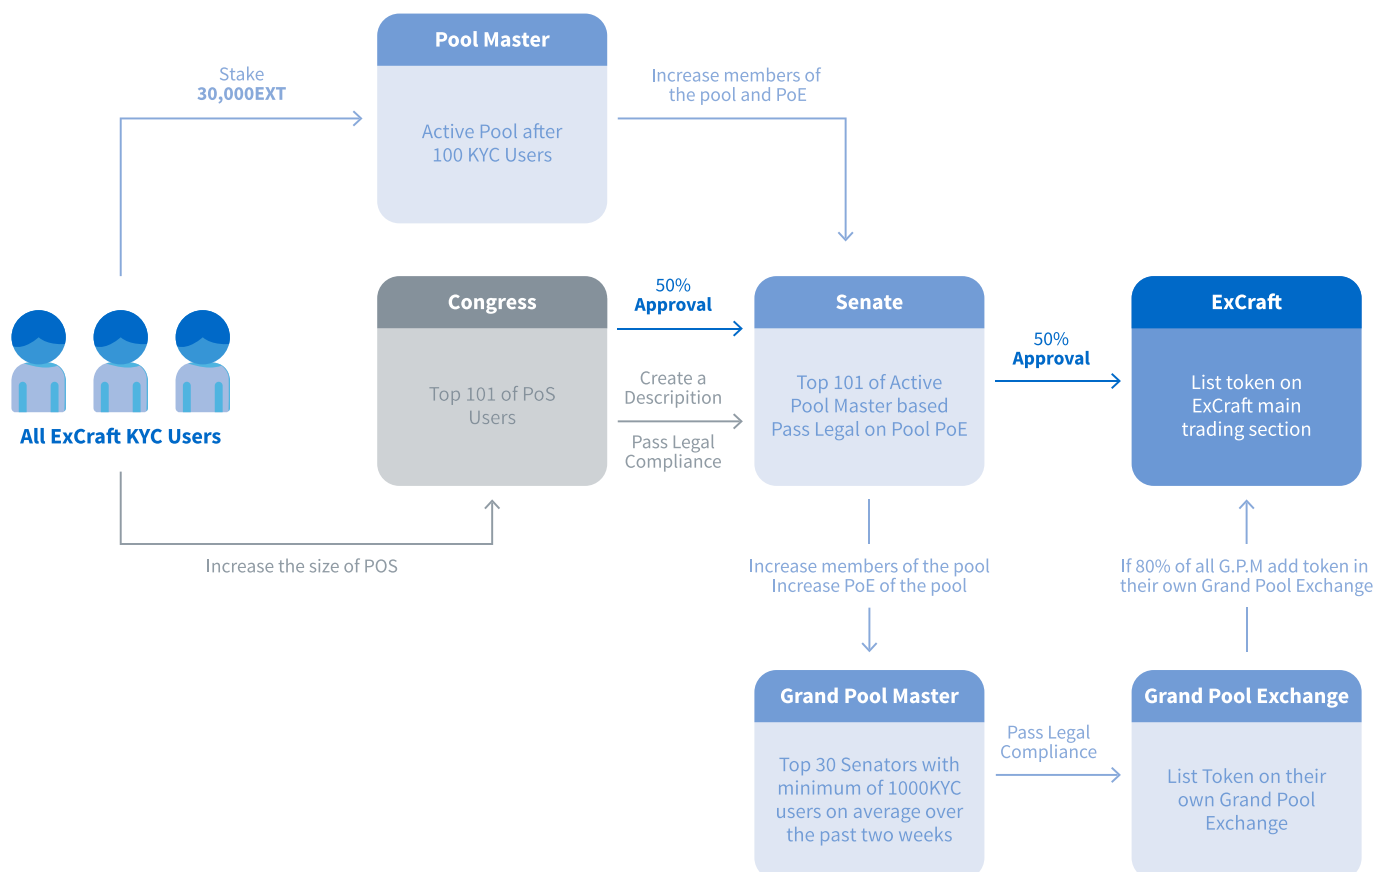 Pool Master
Stake
30,000EXT
Increase members of
the pool and PoE
Active Pool after
100 KYC Users
Congress
50%
Approval
Senate
ExCraft
50%
Approval
Top 101 of PoS
Users
Create a
Descripition
Pass Legal
Compliance
Top 101 of Active
Pool Master based
Pass Legal on Pool PoE
List token on
ExCraft main
trading section
All ExCraft KYC Users
Increase the size of POS
Increase members of the pool
Increase PoE of the pool
If 80% of all G.P.M add token in
their own Grand Pool Exchange
Grand Pool Master
Grand Pool Exchange
Pass Legal
Compliance
Top 30 Senators with
minimum of 1000KYC
users on average over
the past two weeks
List Token on their
own Grand Pool
Exchange